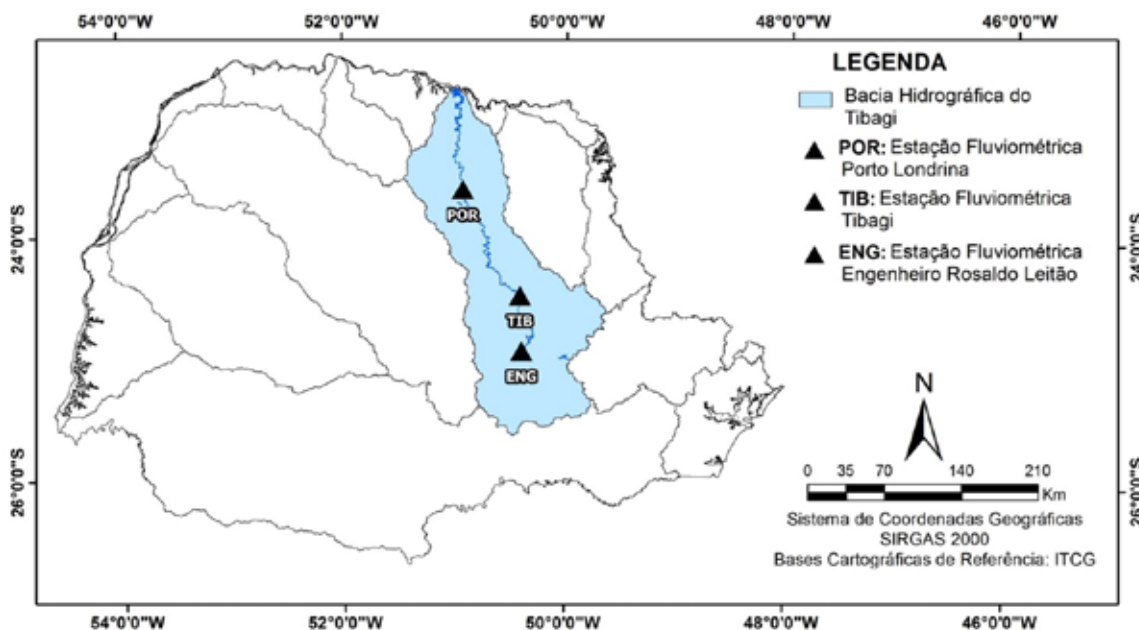 54°0'0"W 52°0'0"W 50°0'0"W 48°0'0"W 46°0'0"W
LEGENDA
Bacia Hidrográfica do
Tibagi
POR: Estação Fluviométrica
Porto Londrina
TIB: Estação Fluviométrica
Tibagi
ENG: Estação Fluviométrica
Engenheiro Rosaldo Leitão
POR
TIB
ENG
24°0'0"S
24°0'0"S
26°0'0"S
26°0'0"S
N
0 35 70 140 210
Km
Sistema de Coordenadas Geográficas
SIRGAS 2000
Bases Cartográficas de Referência: ITCG
54°0'0"W 52°0'0"W 50°0'0"W 48°0'0"W 46°0'0"W